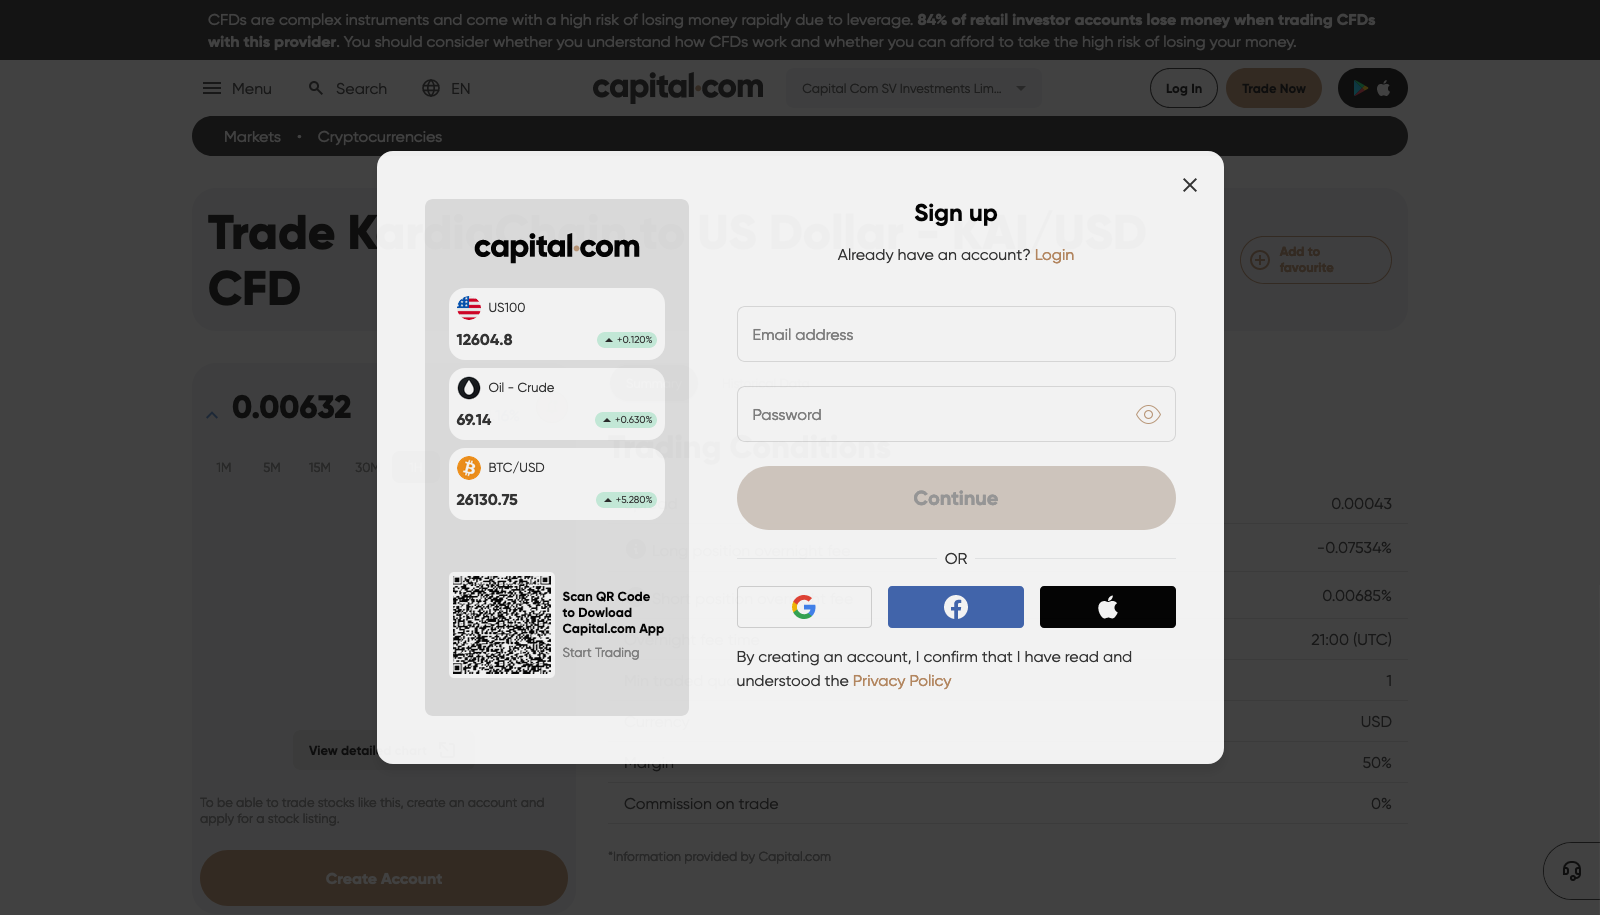 CFDs are complex instruments and come with a high risk of losing money rapidly due to leverage. 84% of retail investor accounts lose money when trading CFDs
with this provider. You should consider whether you understand how CFDs work and whether you can afford to take the high risk of losing your money.
Menu
Search
EN
capital.com
Capital Com SV Investments Lim...
Log In
Trade Now
Markets • Cryptocurrencies
Trade KardiaChain to US Dollar - KAI/USD
CFD
Add to
favourite
0.00632
1M 5M 15M 30M
View detail
To be able to trade stocks like this, create an account and
apply for a stock listing.
Create Account
capital.com
US100
12604.8
+0.120%
Oil - Crude
69.14
+0.630%
BTC/USD
26130.75
+5.280%
Scan QR Code
to Dowload
Capital.com App
Start Trading
Sign up
Already have an account? Login
Email address
Password
Continue
OR
By creating an account, I confirm that I have read and
understood the Privacy Policy
Trading Conditions
0.00043
-0.07534%
0.00685%
21:00 (UTC)
1
USD
Margin
50%
Commission on trade
0%
*Information provided by Capital.com